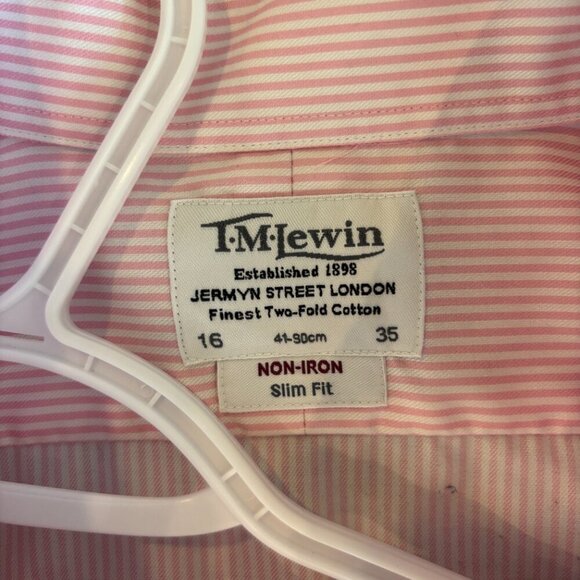 T·M·Lewin
Established 1898
JERMYN STREET LONDON
Finest Two-Fold Cotton
16 41-90cm 35
NON-IRON
Slim Fit